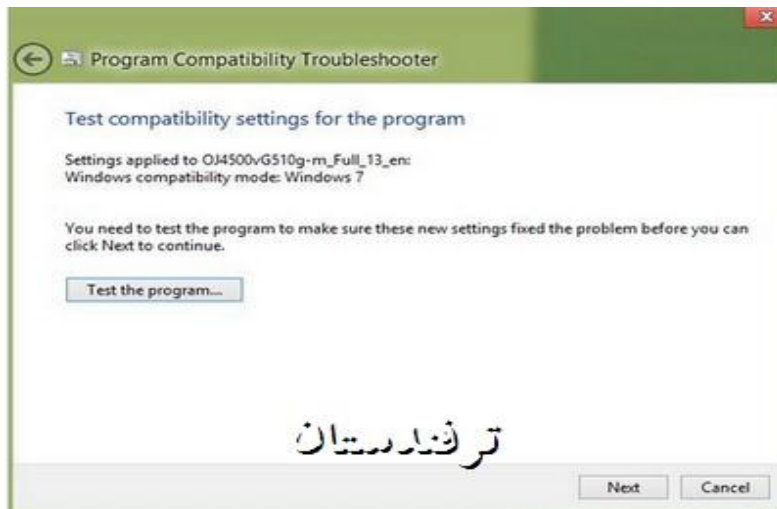 Program Compatibility Troubleshooter
Test compatibility settings for the program
Settings applied to OJ4500vG510g-m_Full_13_en:
Windows compatibility mode: Windows 7
You need to test the program to make sure these new settings fixed the problem before you can
click Next to continue.
Test the program...
ترفندستان
Next Cancel